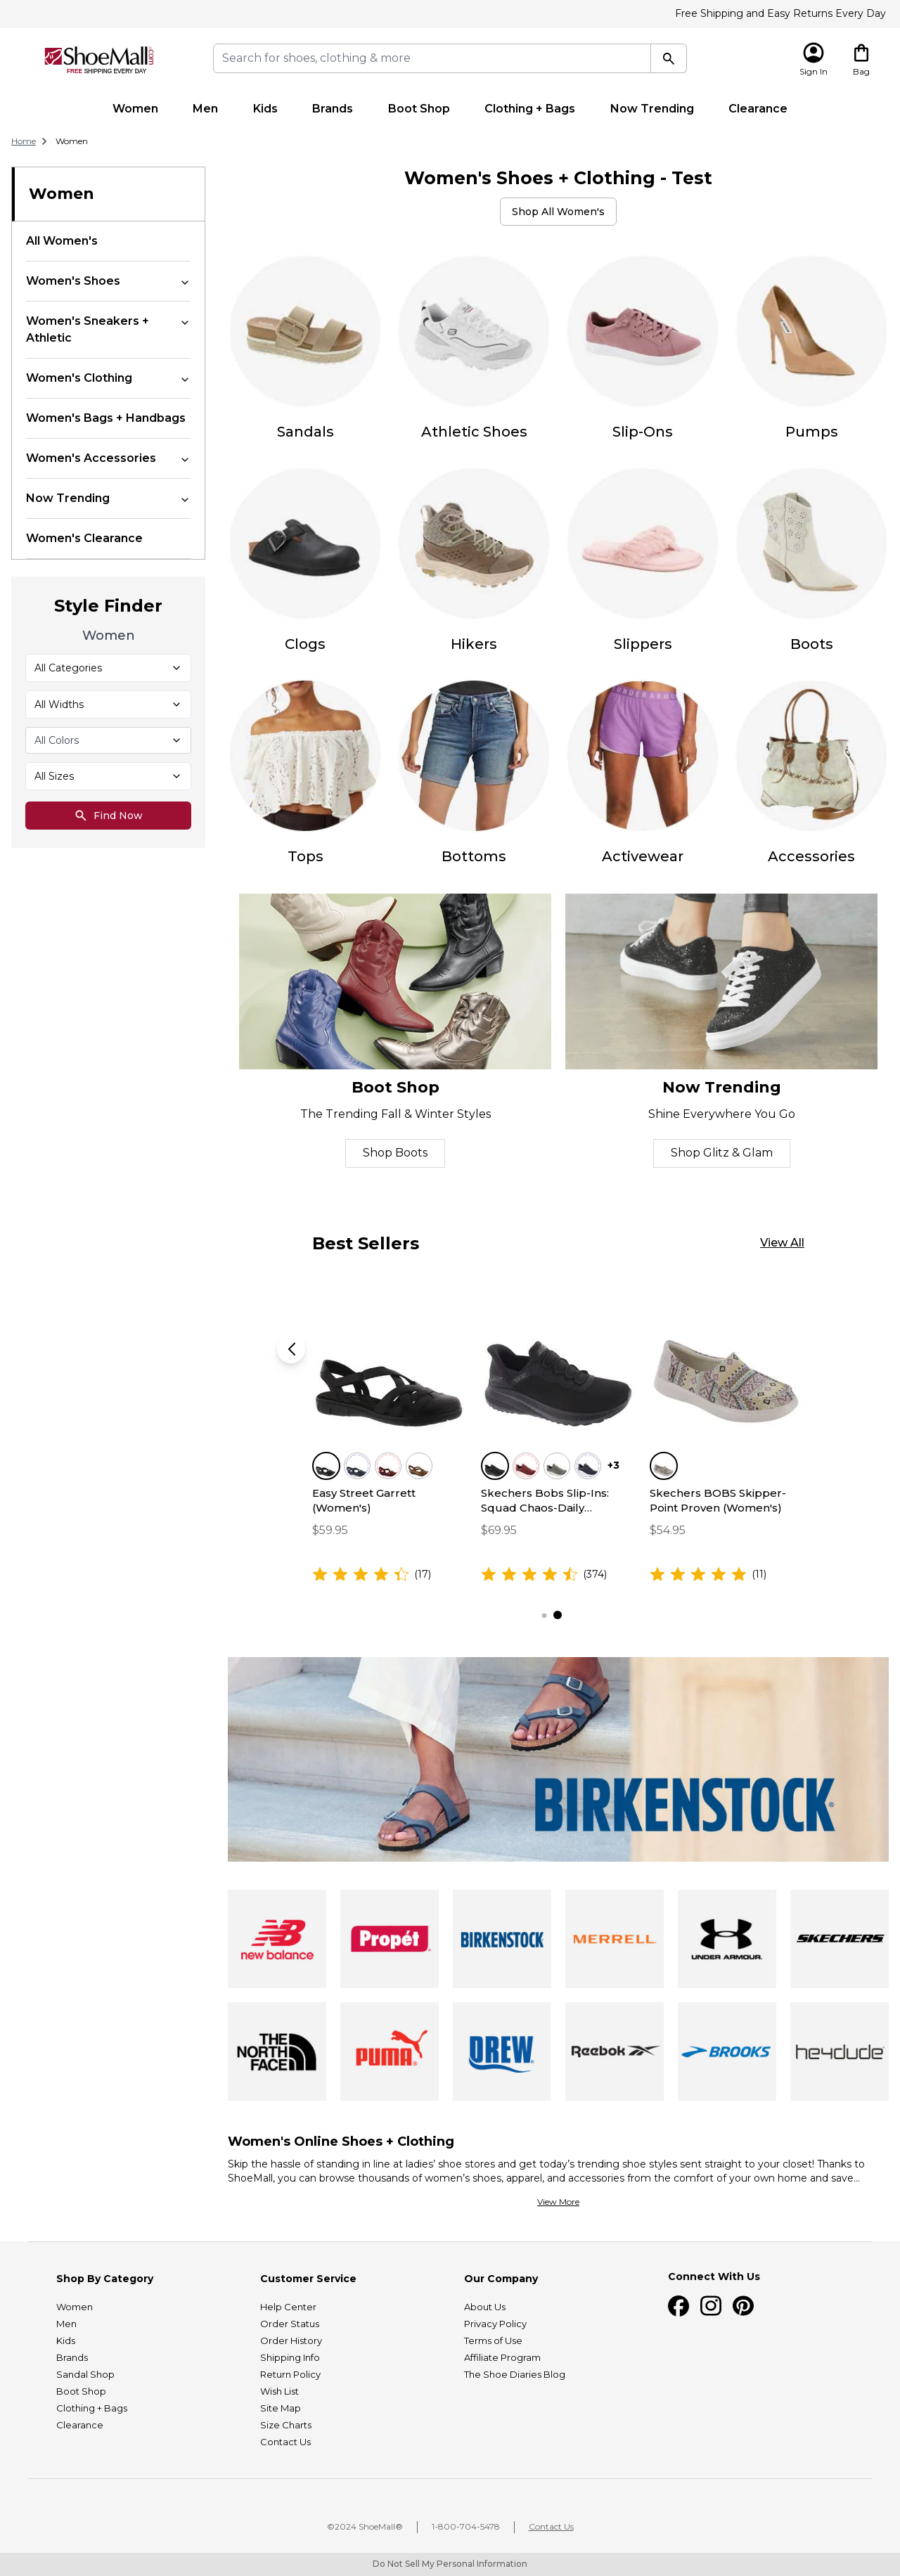 Free Shipping and Easy Returns Every Day
ShoeMall.com
FREE SHIPPING EVERY DAY
Search for shoes, clothing & more
Sign In
Bag
Women
Men
Kids
Brands
Boot Shop
Clothing + Bags
Now Trending
Clearance
Home
Women
Women
All Women's
Women's Shoes
Women's Sneakers +
Athletic
Women's Clothing
Women's Bags + Handbags
Women's Accessories
Now Trending
Women's Clearance
Style Finder
Women
All Categories
All Widths
All Colors
All Sizes
Find Now
Women's Shoes + Clothing - Test
Shop All Women's
Sandals
Athletic Shoes
Slip-Ons
Pumps
Clogs
Hikers
Slippers
Boots
UNDER ARMOUR
Tops
Bottoms
Activewear
Accessories
Boot Shop
The Trending Fall & Winter Styles
Shop Boots
Now Trending
Shine Everywhere You Go
Shop Glitz & Glam
Best Sellers
View All
+3
Easy Street Garrett
(Women's)
$59.95
(17)
Skechers Bobs Slip-Ins:
Squad Chaos-Daily...
$69.95
(374)
Skechers BOBS Skipper-
Point Proven (Women's)
$54.95
(11)
BIRKENSTOCK®
NB
new balance
Propét®
BIRKENSTOCK
MERRELL
UNDER ARMOUR
SKECHERS
THE
NORTH
FACE
PUMA®
DREW®
Reebok
BROOKS
heydude
Women's Online Shoes + Clothing
Skip the hassle of standing in line at ladies’ shoe stores and get today’s trending shoe styles sent straight to your closet! Thanks to
ShoeMall, you can browse thousands of women’s shoes, apparel, and accessories from the comfort of your own home and save...
View More
Shop By Category
Women
Men
Kids
Brands
Sandal Shop
Boot Shop
Clothing + Bags
Clearance
Customer Service
Help Center
Order Status
Order History
Shipping Info
Return Policy
Wish List
Site Map
Size Charts
Contact Us
Our Company
About Us
Privacy Policy
Terms of Use
Affiliate Program
The Shoe Diaries Blog
Connect With Us
©2024 ShoeMall®
1-800-704-5478
Contact Us
Do Not Sell My Personal Information